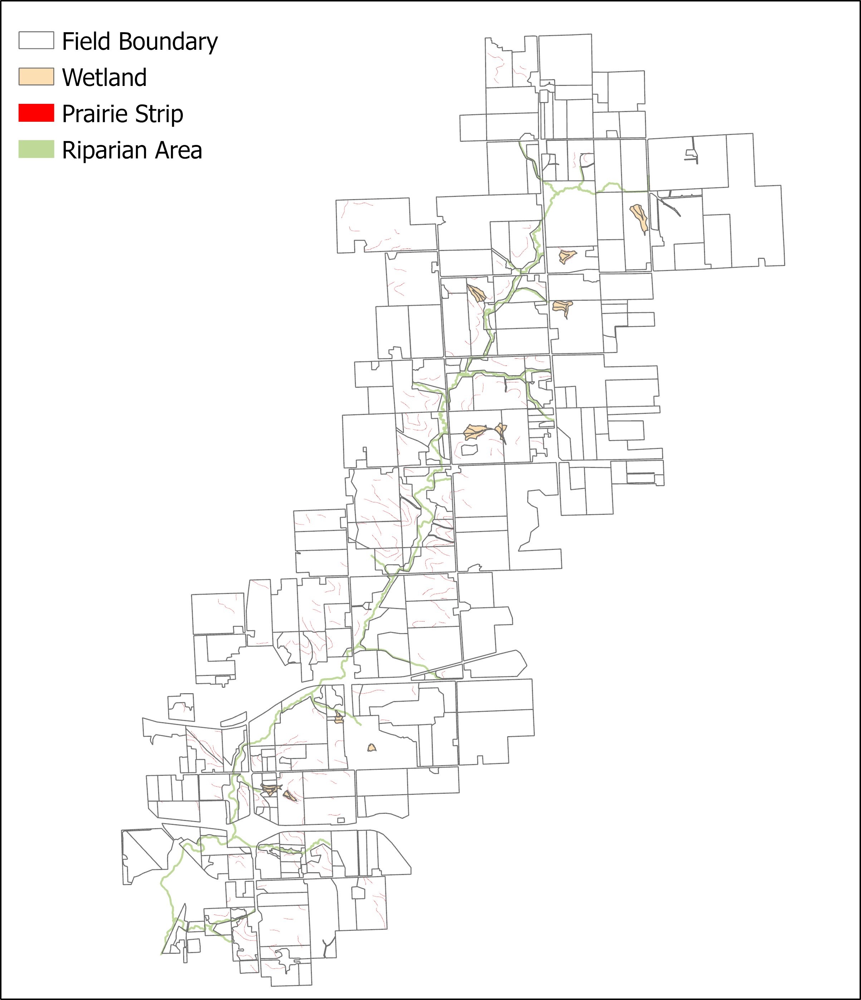 Field Boundary
Wetland
Prairie Strip
Riparian Area